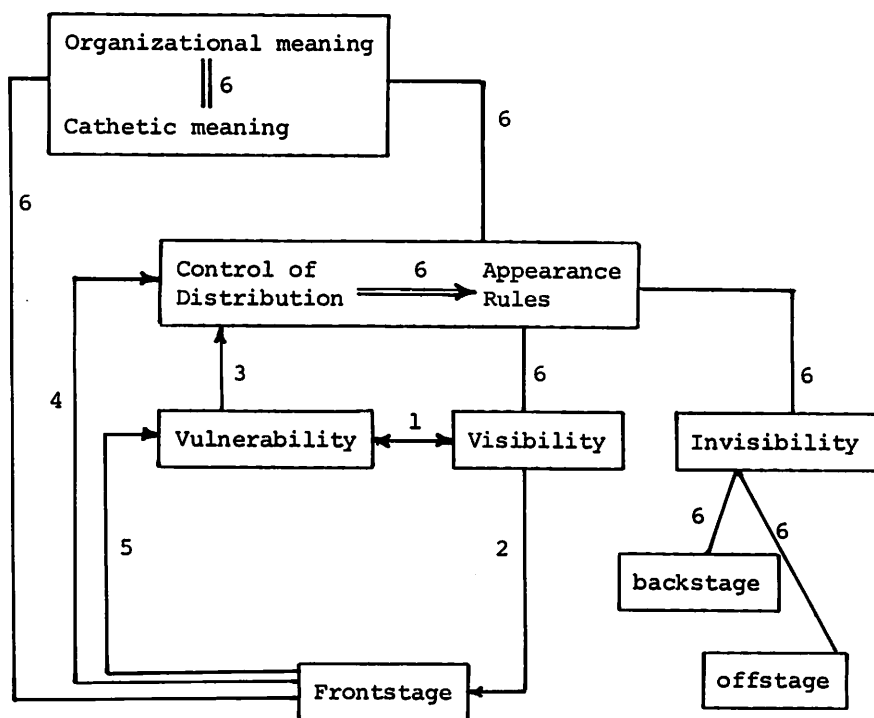 Organizational meaning
6
Cathetic meaning
6
6
Control of Distribution
6
Appearance Rules
4
3
6
6
Vulnerability
1
Visibility
Invisibility
5
2
6
6
backstage
Frontstage
offstage